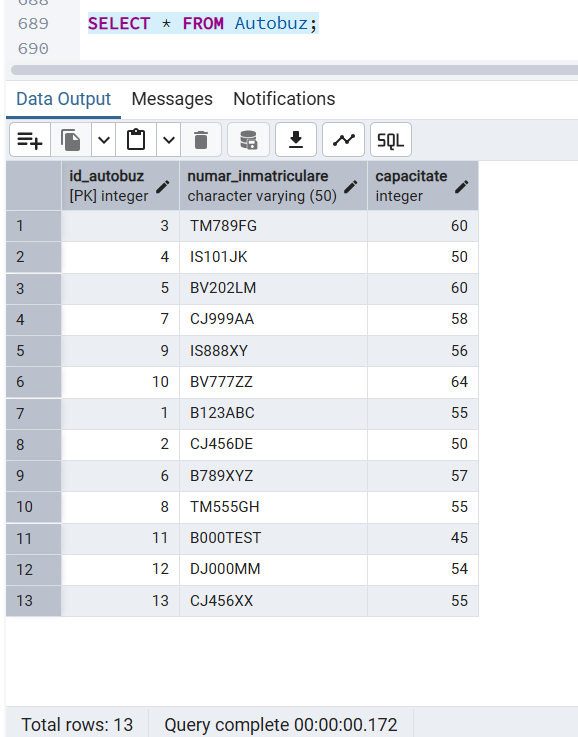 688
689 SELECT * FROM Autobuz;
690
Data Output Messages Notifications
SQL
id_autobuz numar_inmatriculare capacitate
[PK] integer character varying (50) integer
1 3 TM789FG 60
2 4 IS101JK 50
3 5 BV202LM 60
4 7 CJ999AA 58
5 9 IS888XY 56
6 10 BV777ZZ 64
7 1 B123ABC 55
8 2 CJ456DE 50
9 6 B789XYZ 57
10 8 TM555GH 55
11 11 B000TEST 45
12 12 DJ000MM 54
13 13 CJ456XX 55
Total rows: 13 Query complete 00:00:00.172